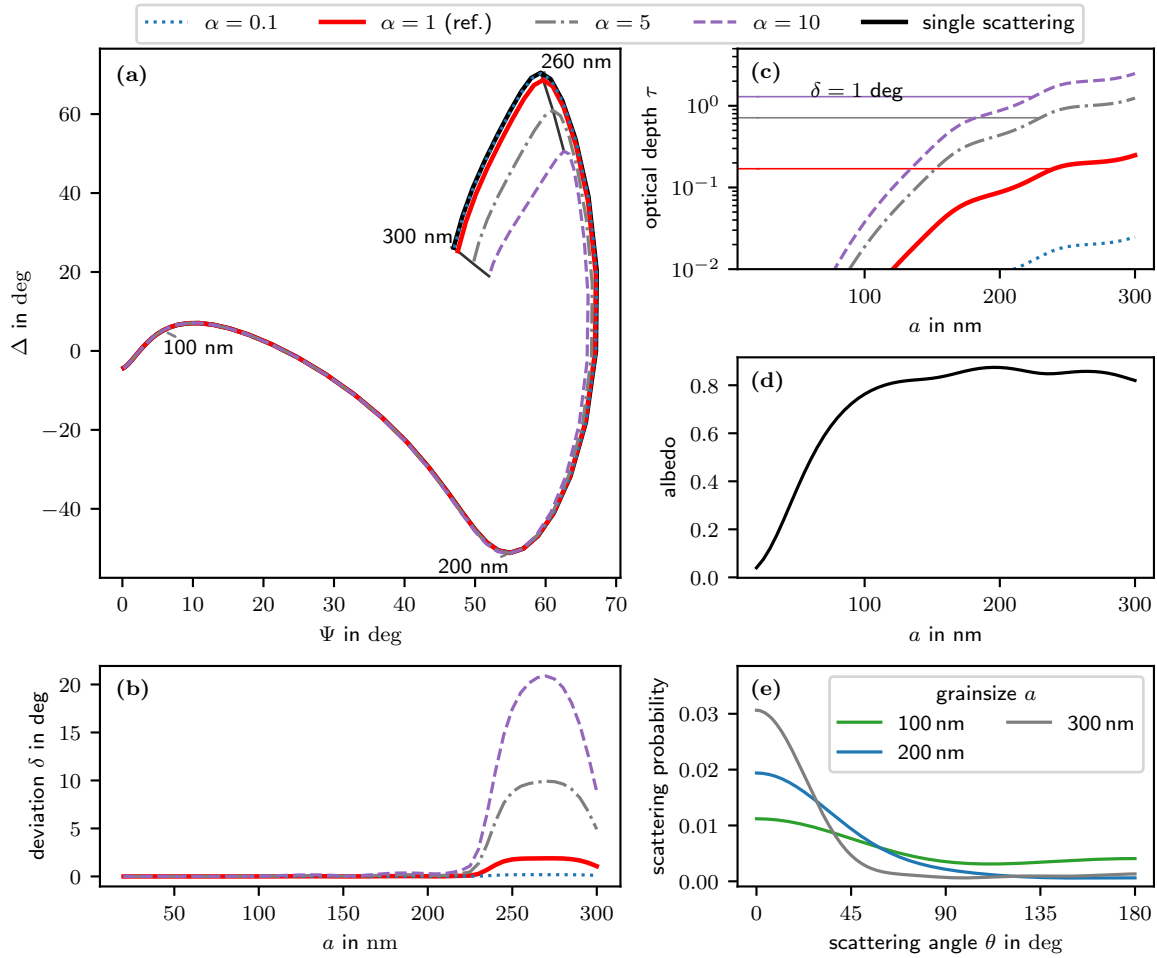 α = 0.1 α = 1 (ref.) α = 5 α = 10 single scattering
(a)
260 nm
300 nm
100 nm
200 nm
60
40
20
0
−20
−40
Δ in deg
0 10 20 30 40 50 60 70
Ψ in deg
(b)
20
15
10
5
0
deviation δ in deg
50 100 150 200 250 300
a in nm
(c)
δ = 1 deg
10⁰
10⁻¹
10⁻²
optical depth τ
100 200 300
a in nm
(d)
0.8
0.6
0.4
0.2
0.0
albedo
100 200 300
a in nm
(e)
grainsize a
100 nm 300 nm
200 nm
0.03
0.02
0.01
0.00
scattering probability
0 45 90 135 180
scattering angle θ in deg